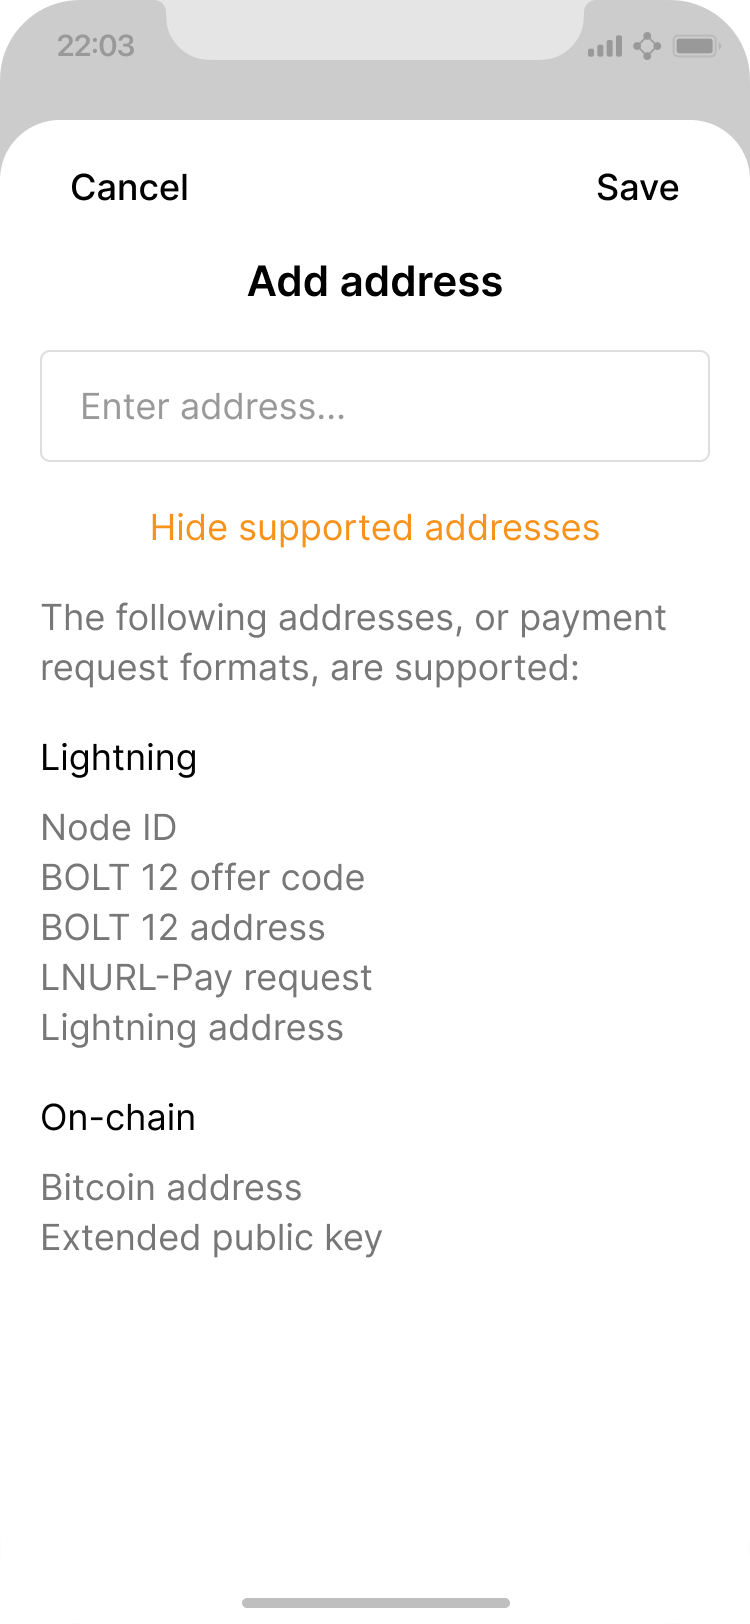 22:03
Cancel
Save
Add address
Enter address...
Hide supported addresses
The following addresses, or payment
request formats, are supported:
Lightning
Node ID
BOLT 12 offer code
BOLT 12 address
LNURL-Pay request
Lightning address
On-chain
Bitcoin address
Extended public key